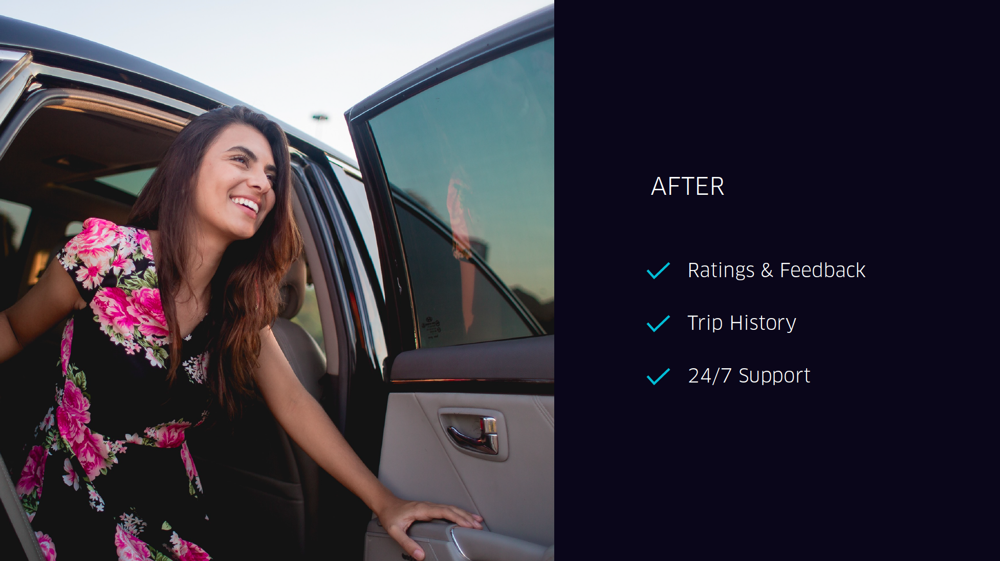 AFTER
Ratings & Feedback
Trip History
24/7 Support